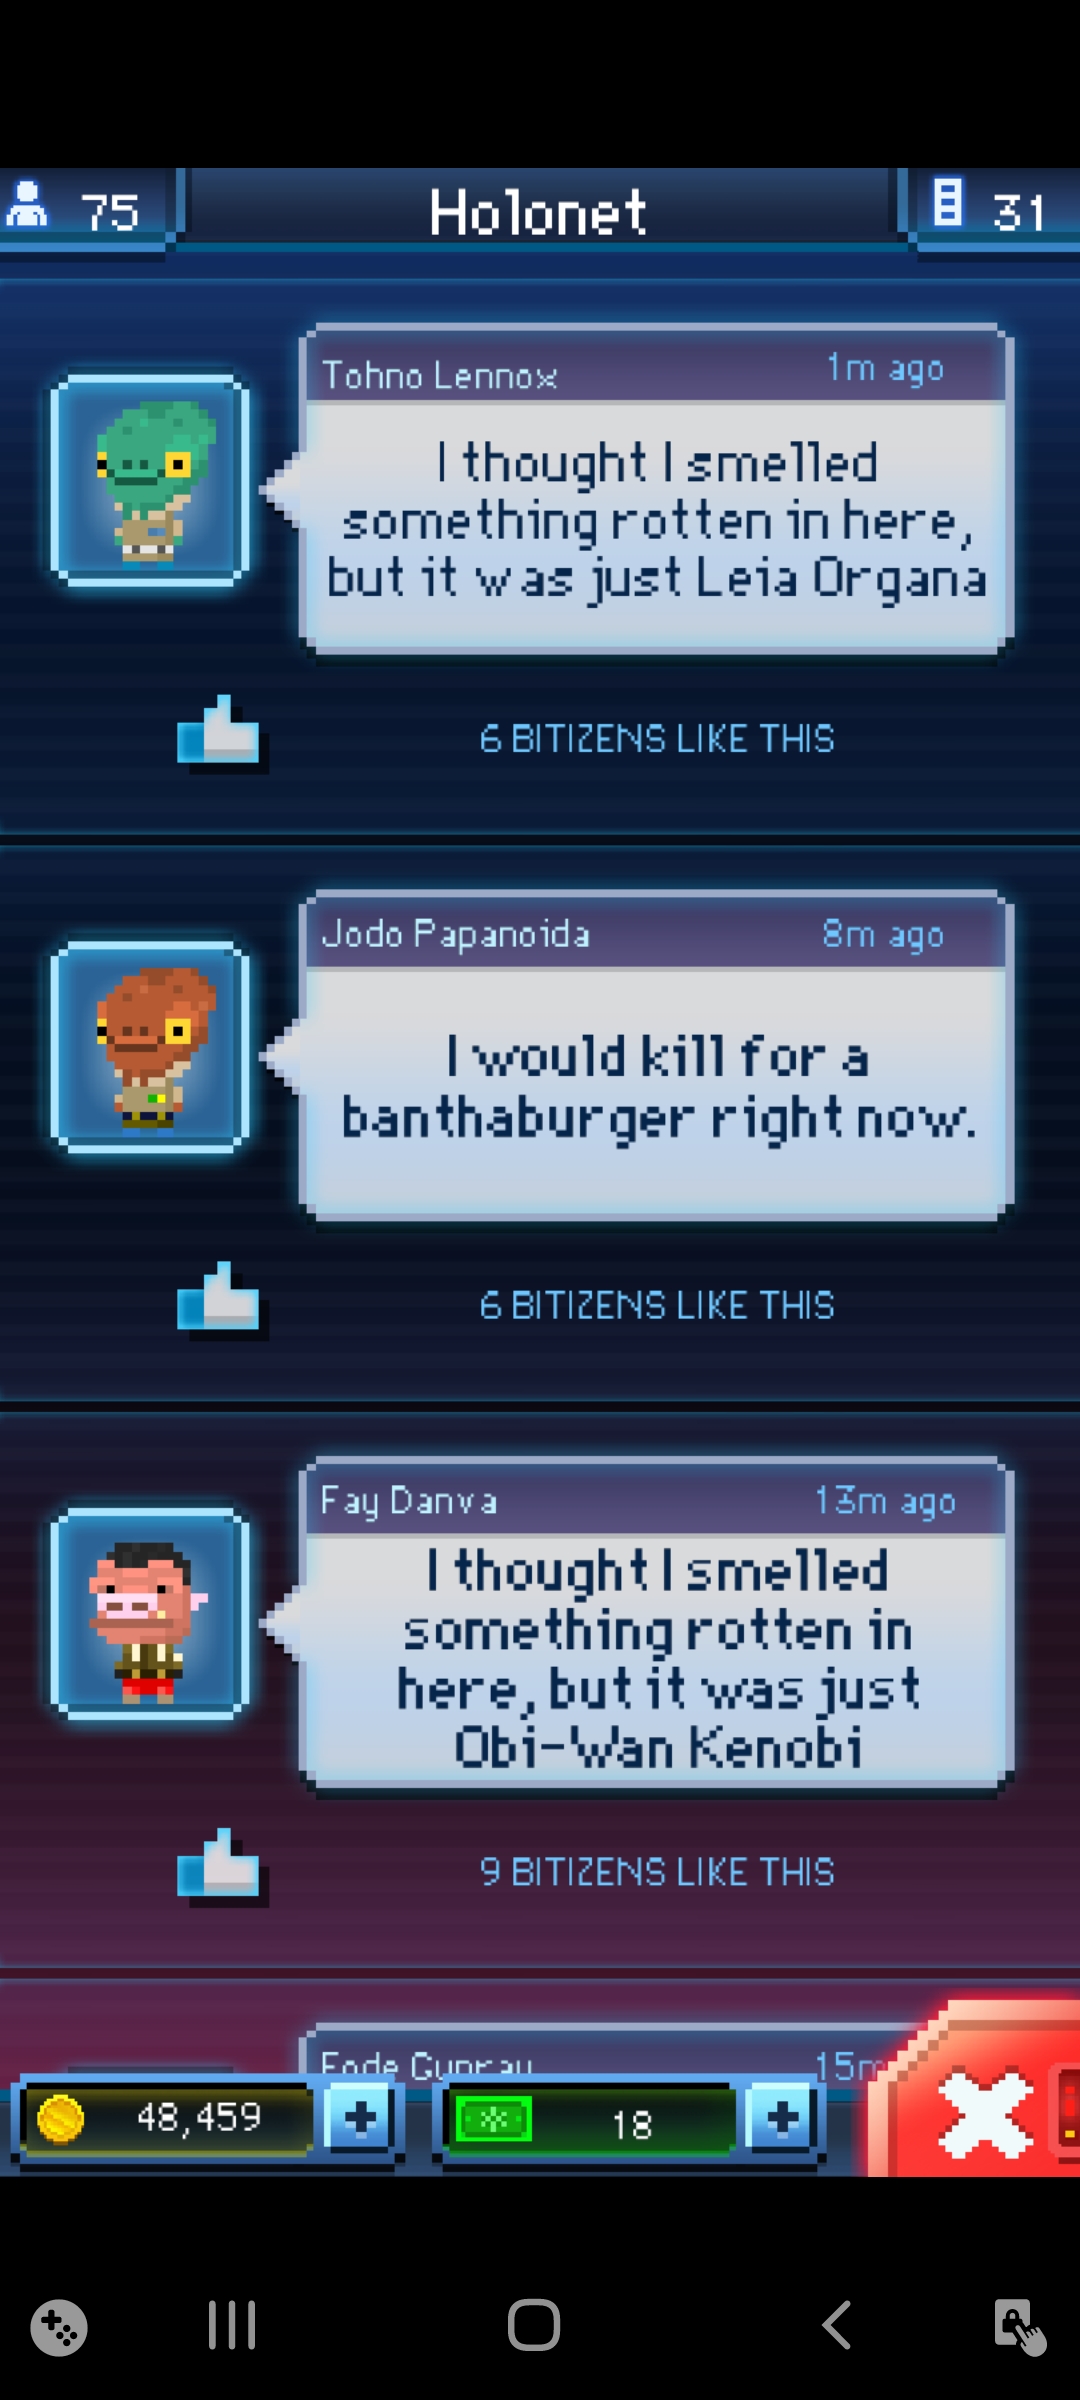 75
Holonet
31
Tohno Lennox
1m ago
I thought I smelled
something rotten in here,
but it was just Leia Organa
6 BITIZENS LIKE THIS
Jodo Papanoida
8m ago
I would kill for a
banthaburger right now.
6 BITIZENS LIKE THIS
Fay Danva
13m ago
I thought I smelled
something rotten in
here, but it was just
Obi-Wan Kenobi
9 BITIZENS LIKE THIS
15m
48,459
18